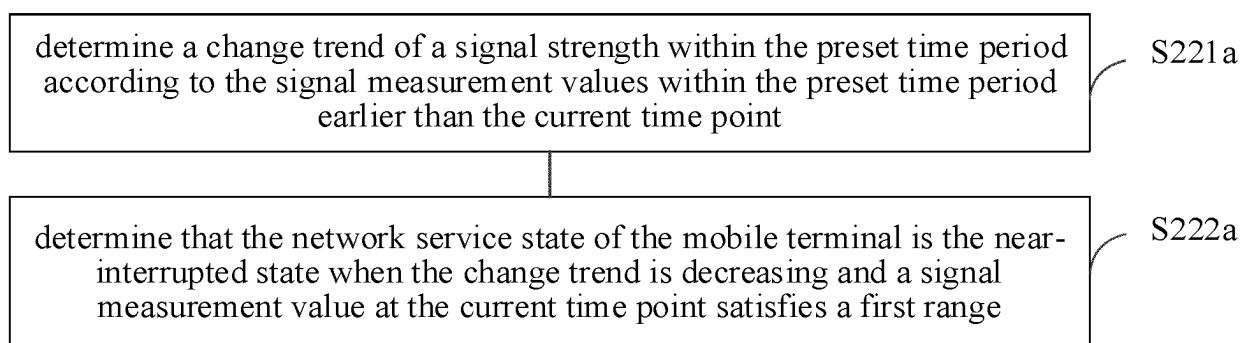 determine a change trend of a signal strength within the preset time period
according to the signal measurement values within the preset time period
earlier than the current time point
S221a
determine that the network service state of the mobile terminal is the near-
interrupted state when the change trend is decreasing and a signal
measurement value at the current time point satisfies a first range
S222a